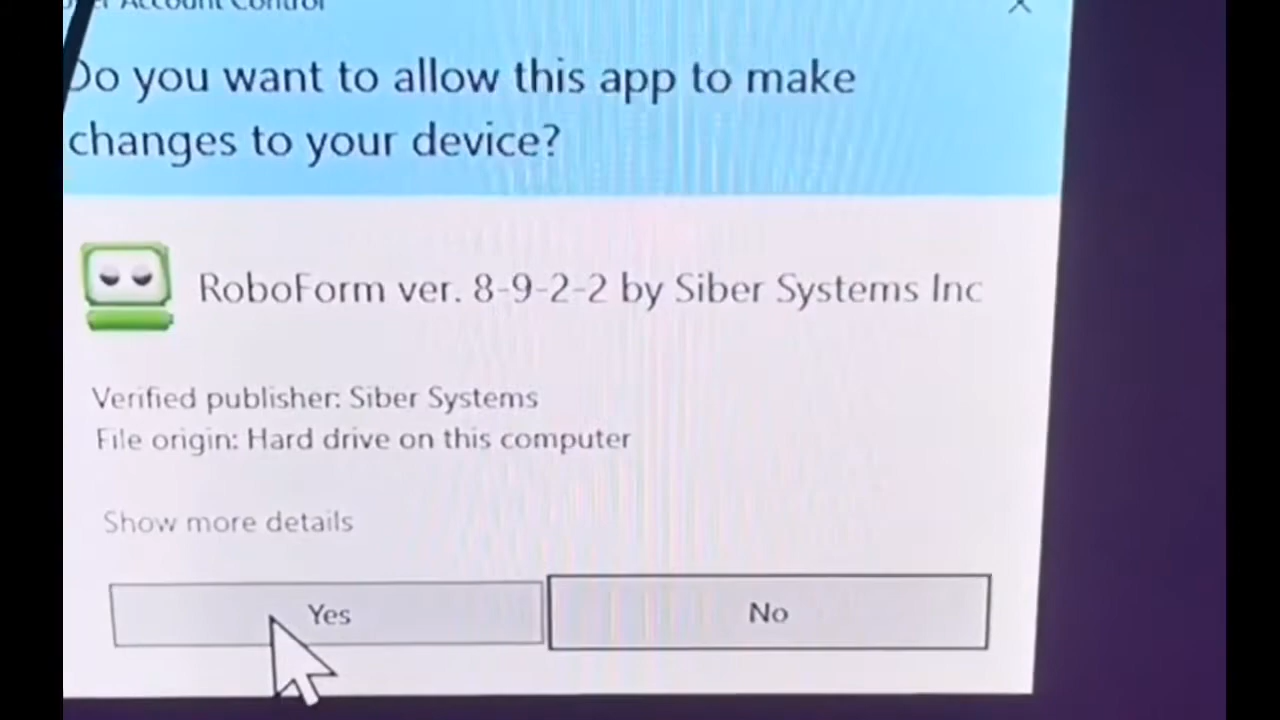 Account Control
Do you want to allow this app to make
changes to your device?
RoboForm ver. 8-9-2-2 by Siber Systems Inc
Verified publisher: Siber Systems
File origin: Hard drive on this computer
Show more details
Yes
No